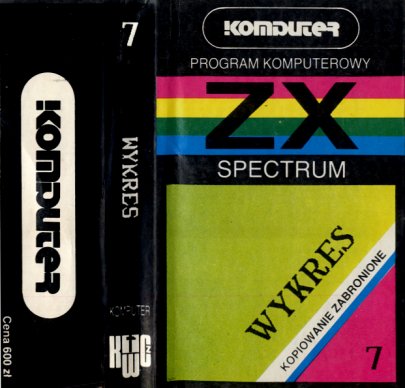 Komputer
Cena 600 zł
7
WYKRES
KOMPUTER
Komputer
PROGRAM KOMPUTEROWY
ZX
SPECTRUM
WYKRES
KOPIOWANIE ZABRONIONE
7